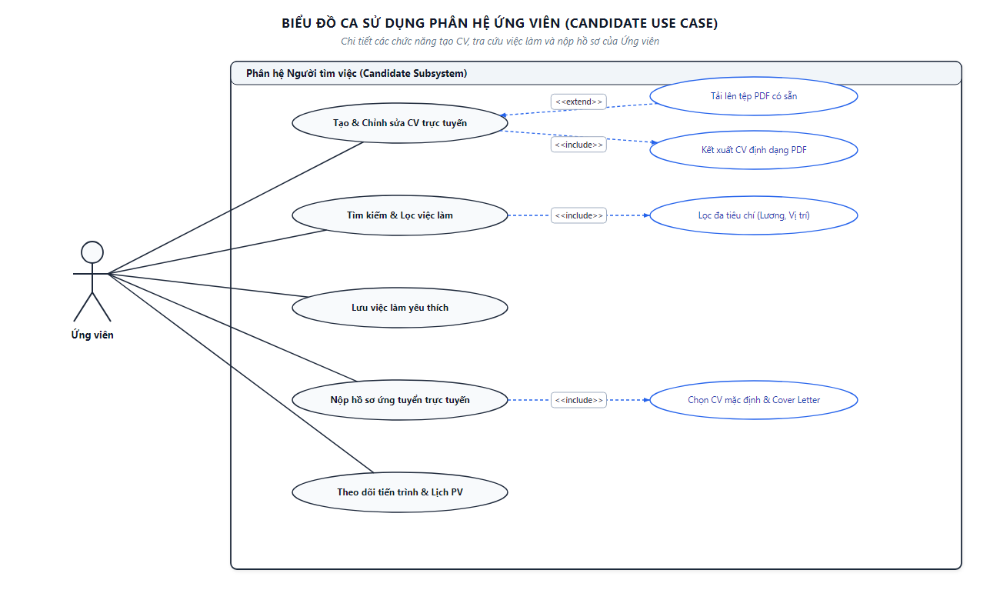 BIỂU ĐỒ CA SỬ DỤNG PHÂN HỆ ỨNG VIÊN (CANDIDATE USE CASE)
Chi tiết các chức năng tạo CV, tra cứu việc làm và nộp hồ sơ của Ứng viên
Phân hệ Người tìm việc (Candidate Subsystem)
Tải lên tệp PDF có sẵn
<<extend>>
Tạo & Chỉnh sửa CV trực tuyến
<<include>>
Kết xuất CV định dạng PDF
Tìm kiếm & Lọc việc làm
<<include>>
Lọc đa tiêu chí (Lương, Vị trí)
Lưu việc làm yêu thích
Ứng viên
Nộp hồ sơ ứng tuyển trực tuyến
<<include>>
Chọn CV mặc định & Cover Letter
Theo dõi tiến trình & Lịch PV